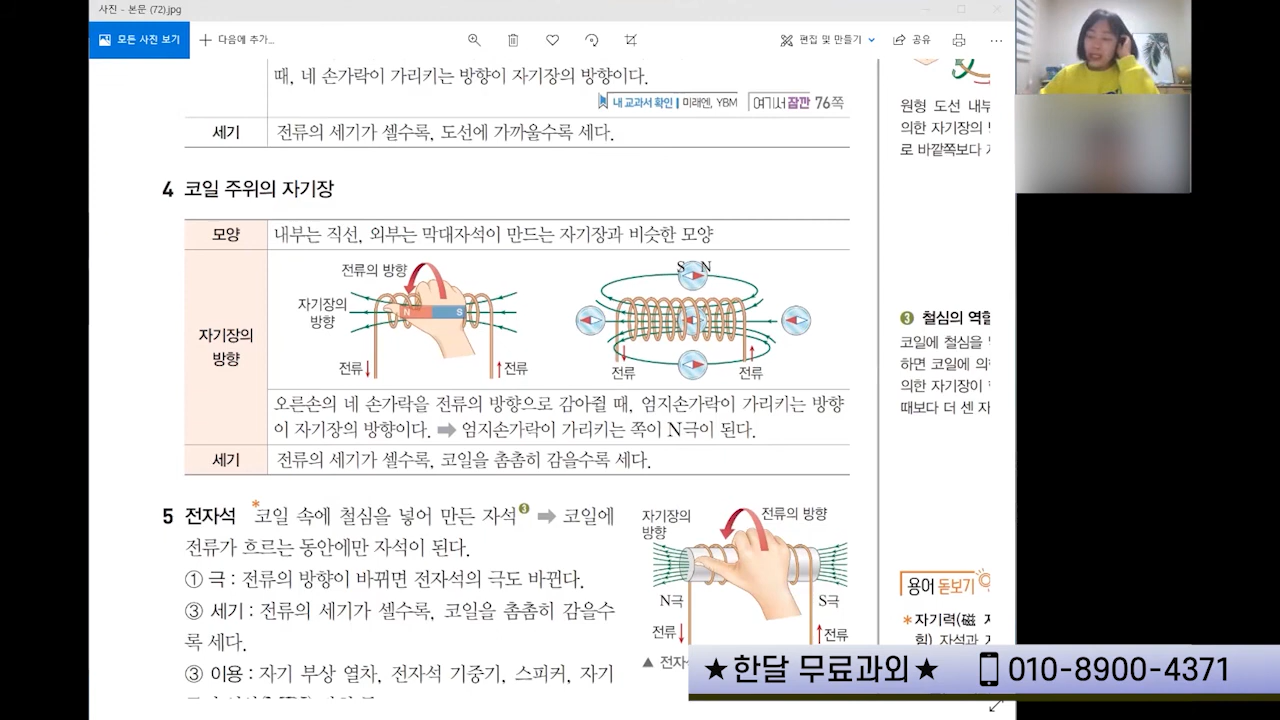 사진 - 본문 (72).jpg
모든 사진 보기
다음에 추가...
편집 및 만들기
공유
때, 네 손가락이 가리키는 방향이 자기장의 방향이다.
내 교과서 확인 | 미래엔, YBM
여기서 잠깐 76쪽
세기
전류의 세기가 셀수록, 도선에 가까울수록 세다.
4 코일 주위의 자기장
모양
내부는 직선, 외부는 막대자석이 만드는 자기장과 비슷한 모양
자기장의
방향
전류의 방향
자기장의
방향
N
S
전류
전류
S N
전류
전류
오른손의 네 손가락을 전류의 방향으로 감아쥘 때, 엄지손가락이 가리키는 방향
이 자기장의 방향이다. ➡ 엄지손가락이 가리키는 쪽이 N극이 된다.
세기
전류의 세기가 셀수록, 코일을 촘촘히 감을수록 세다.
5 전자석 *코일 속에 철심을 넣어 만든 자석❸ ➡ 코일에
전류가 흐르는 동안에만 자석이 된다.
① 극 : 전류의 방향이 바뀌면 전자석의 극도 바뀐다.
③ 세기 : 전류의 세기가 셀수록, 코일을 촘촘히 감을수
록 세다.
③ 이용 : 자기 부상 열차, 전자석 기중기, 스피커, 자기
자기장의
방향
전류의 방향
N극
S극
전류
전류
▲ 전자
원형 도선 내부
의한 자기장의
로 바깥쪽보다
❸ 철심의 역할
코일에 철심을
하면 코일에 의
의한 자기장이
때보다 더 센 자
용어 돋보기
*자기력(磁
힘) 자석과
★한달 무료과외★ 010-8900-4371